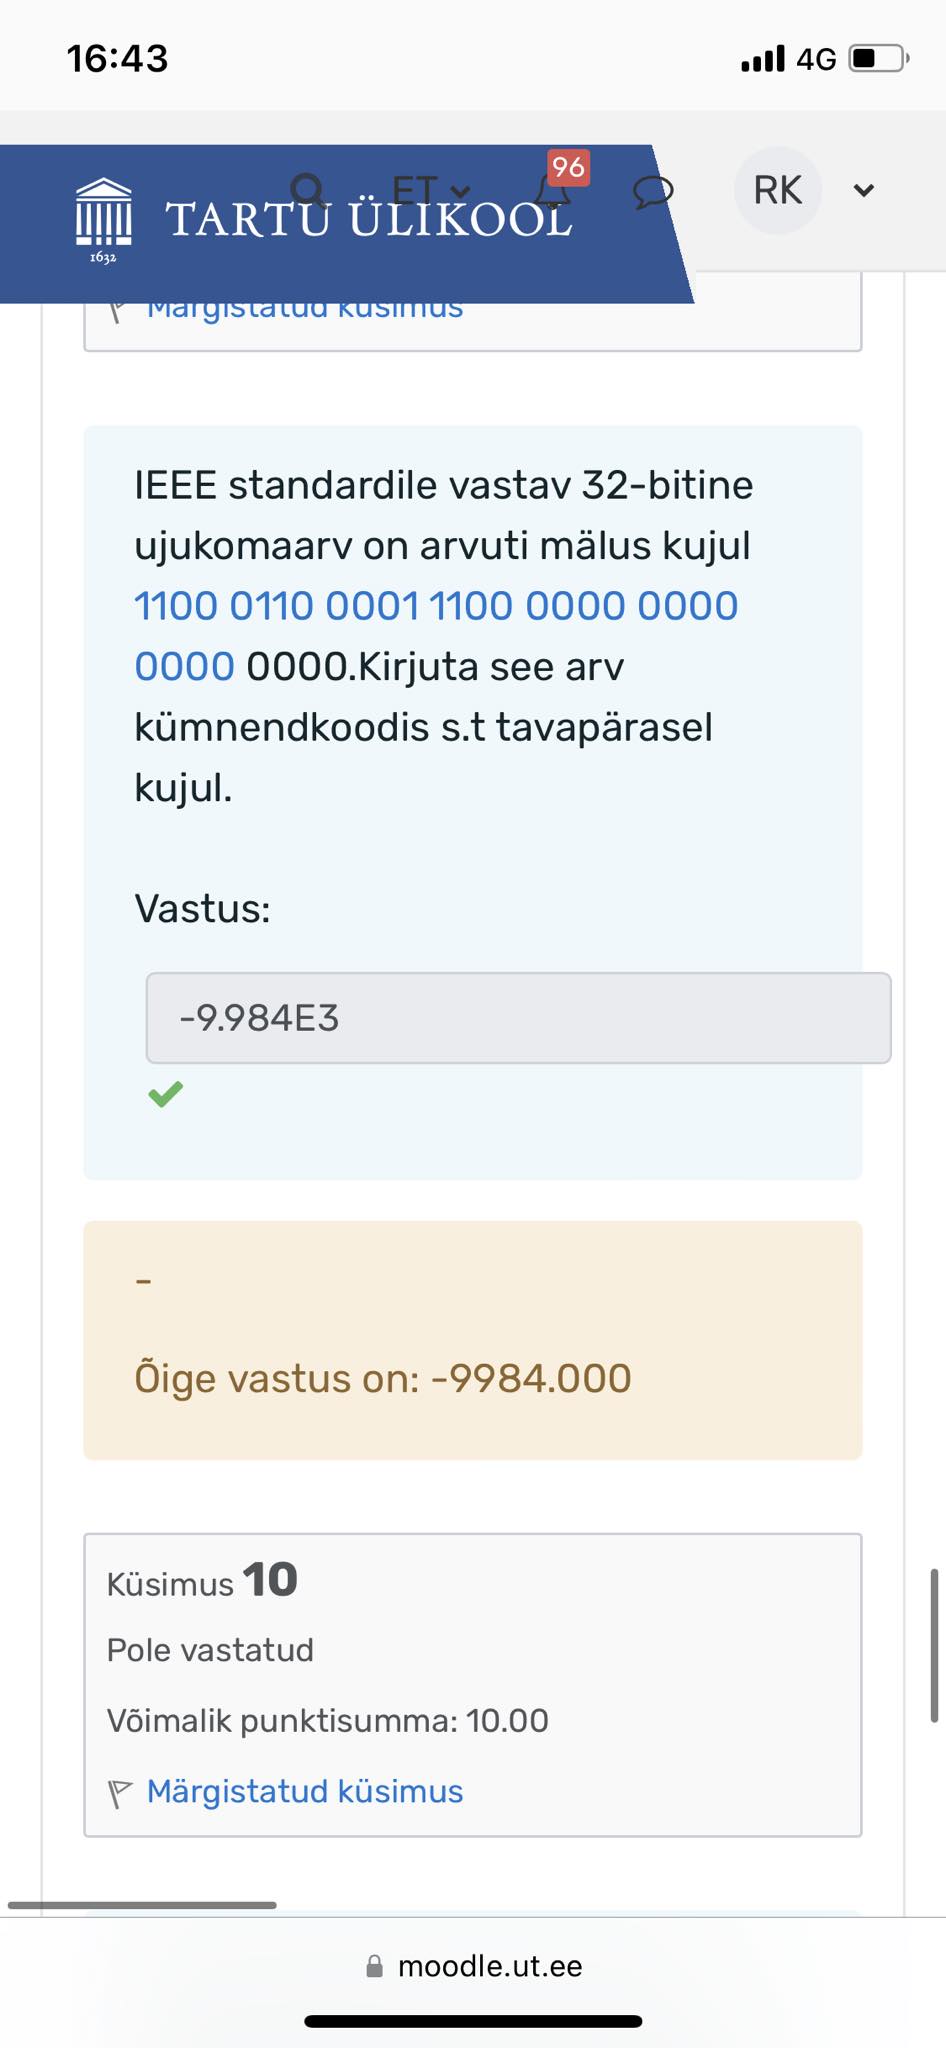 16:43
4G
96
ET
RK
TARTU ÜLIKOOL
1632
Märgistatud küsimus
IEEE standardile vastav 32-bitine
ujukomaarv on arvuti mälus kujul
1100 0110 0001 1100 0000 0000
0000 0000.Kirjuta see arv
kümnendkoodis s.t tavapärasel
kujul.
Vastus:
-9.984E3
-
Õige vastus on: -9984.000
Küsimus 10
Pole vastatud
Võimalik punktisumma: 10.00
Märgistatud küsimus
moodle.ut.ee